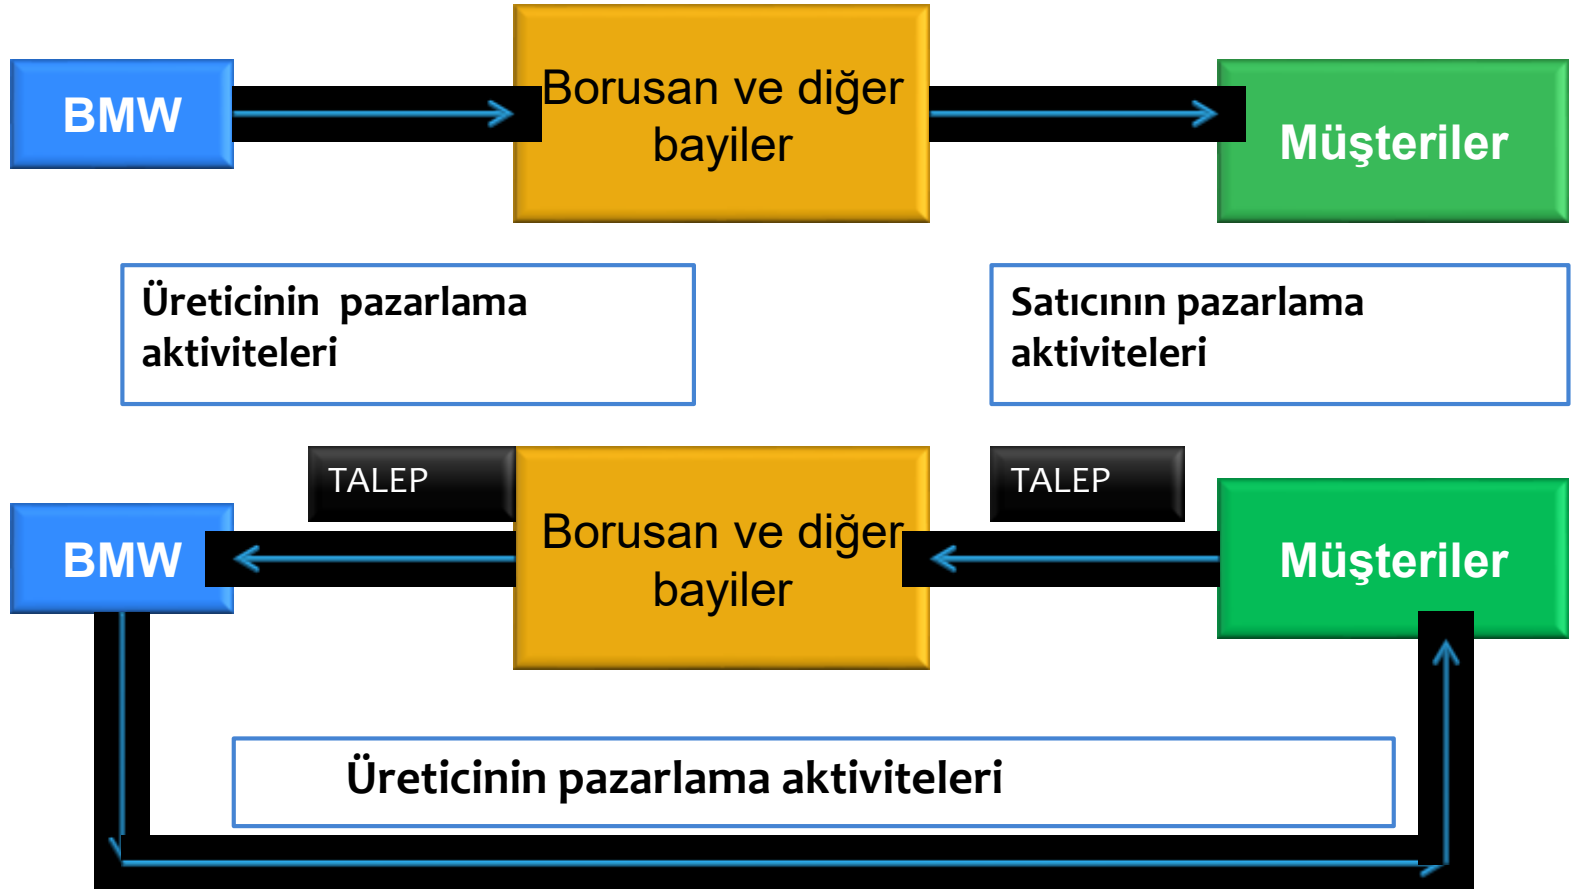 BMW
Borusan ve diğer
bayiler
Müşteriler
Üreticinin pazarlama
aktiviteleri
Satıcının pazarlama
aktiviteleri
TALEP
TALEP
BMW
Borusan ve diğer
bayiler
Müşteriler
Üreticinin pazarlama aktiviteleri